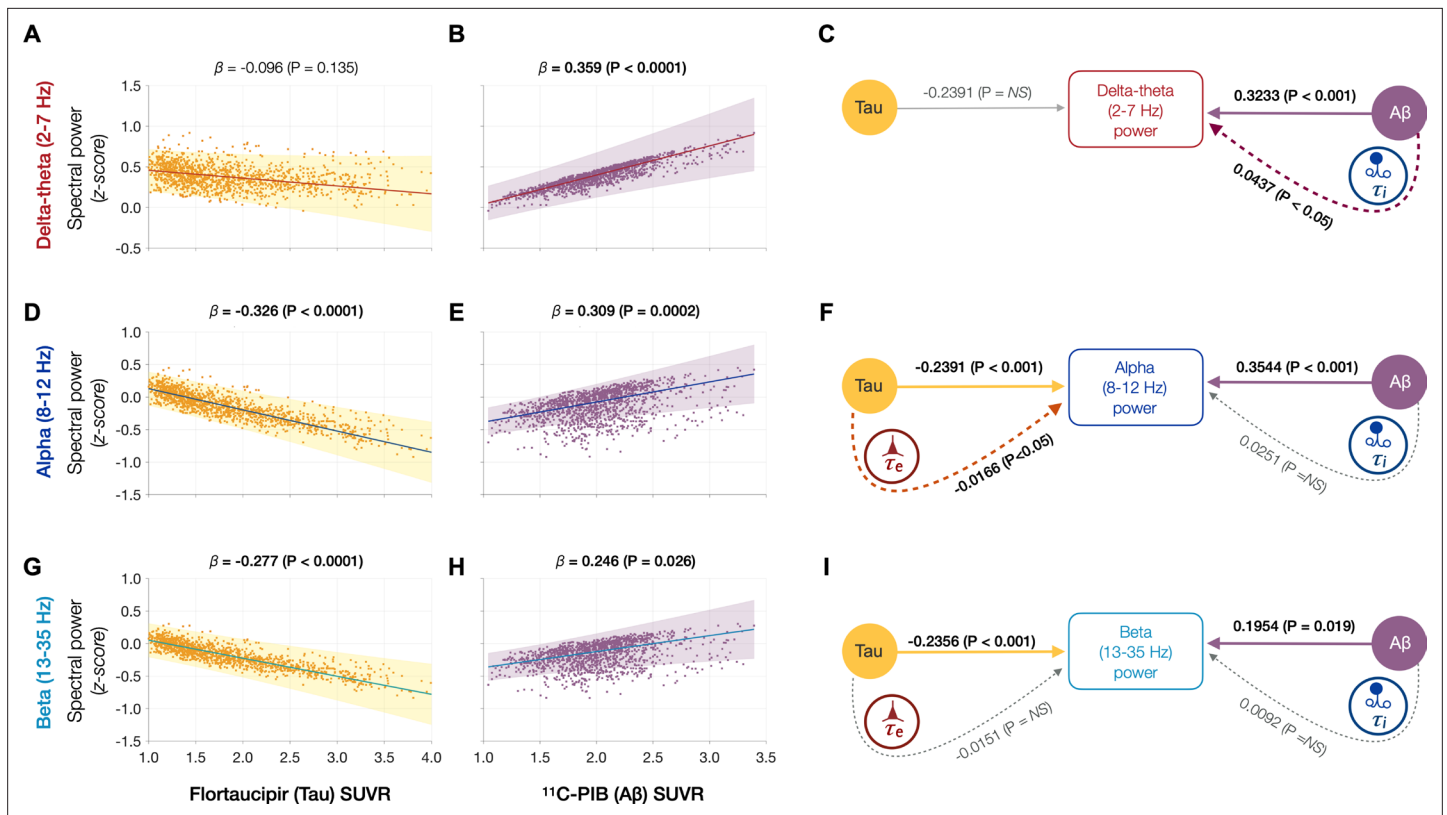 A
B
C
β = -0.096 (P = 0.135)
β = 0.359 (P < 0.0001)
Delta-theta (2-7 Hz)
Spectral power
(z-score)
1.5
1.0
0.5
0.0
-0.5
Tau
-0.2391 (P = NS)
Delta-theta
(2-7 Hz)
power
0.3233 (P < 0.001)
Aβ
τi
0.0437 (P < 0.05)
D
E
F
β = -0.326 (P < 0.0001)
β = 0.309 (P = 0.0002)
Alpha (8-12 Hz)
Spectral power
(z-score)
1.0
0.5
0.0
-0.5
-1.0
-1.5
Tau
-0.2391 (P < 0.001)
Alpha
(8-12 Hz)
power
0.3544 (P < 0.001)
Aβ
τe
-0.0166 (P<0.05)
0.0251 (P =NS)
τi
G
H
I
β = -0.277 (P < 0.0001)
β = 0.246 (P = 0.026)
Beta (13-35 Hz)
Spectral power
(z-score)
1.0
0.5
0.0
-0.5
-1.0
-1.5
1.0 1.5 2.0 2.5 3.0 3.5 4.0
1.0 1.5 2.0 2.5 3.0 3.5
Flortaucipir (Tau) SUVR
¹¹C-PIB (Aβ) SUVR
Tau
-0.2356 (P < 0.001)
Beta
(13-35 Hz)
power
0.1954 (P = 0.019)
Aβ
τe
-0.0151 (P = NS)
0.0092 (P =NS)
τi